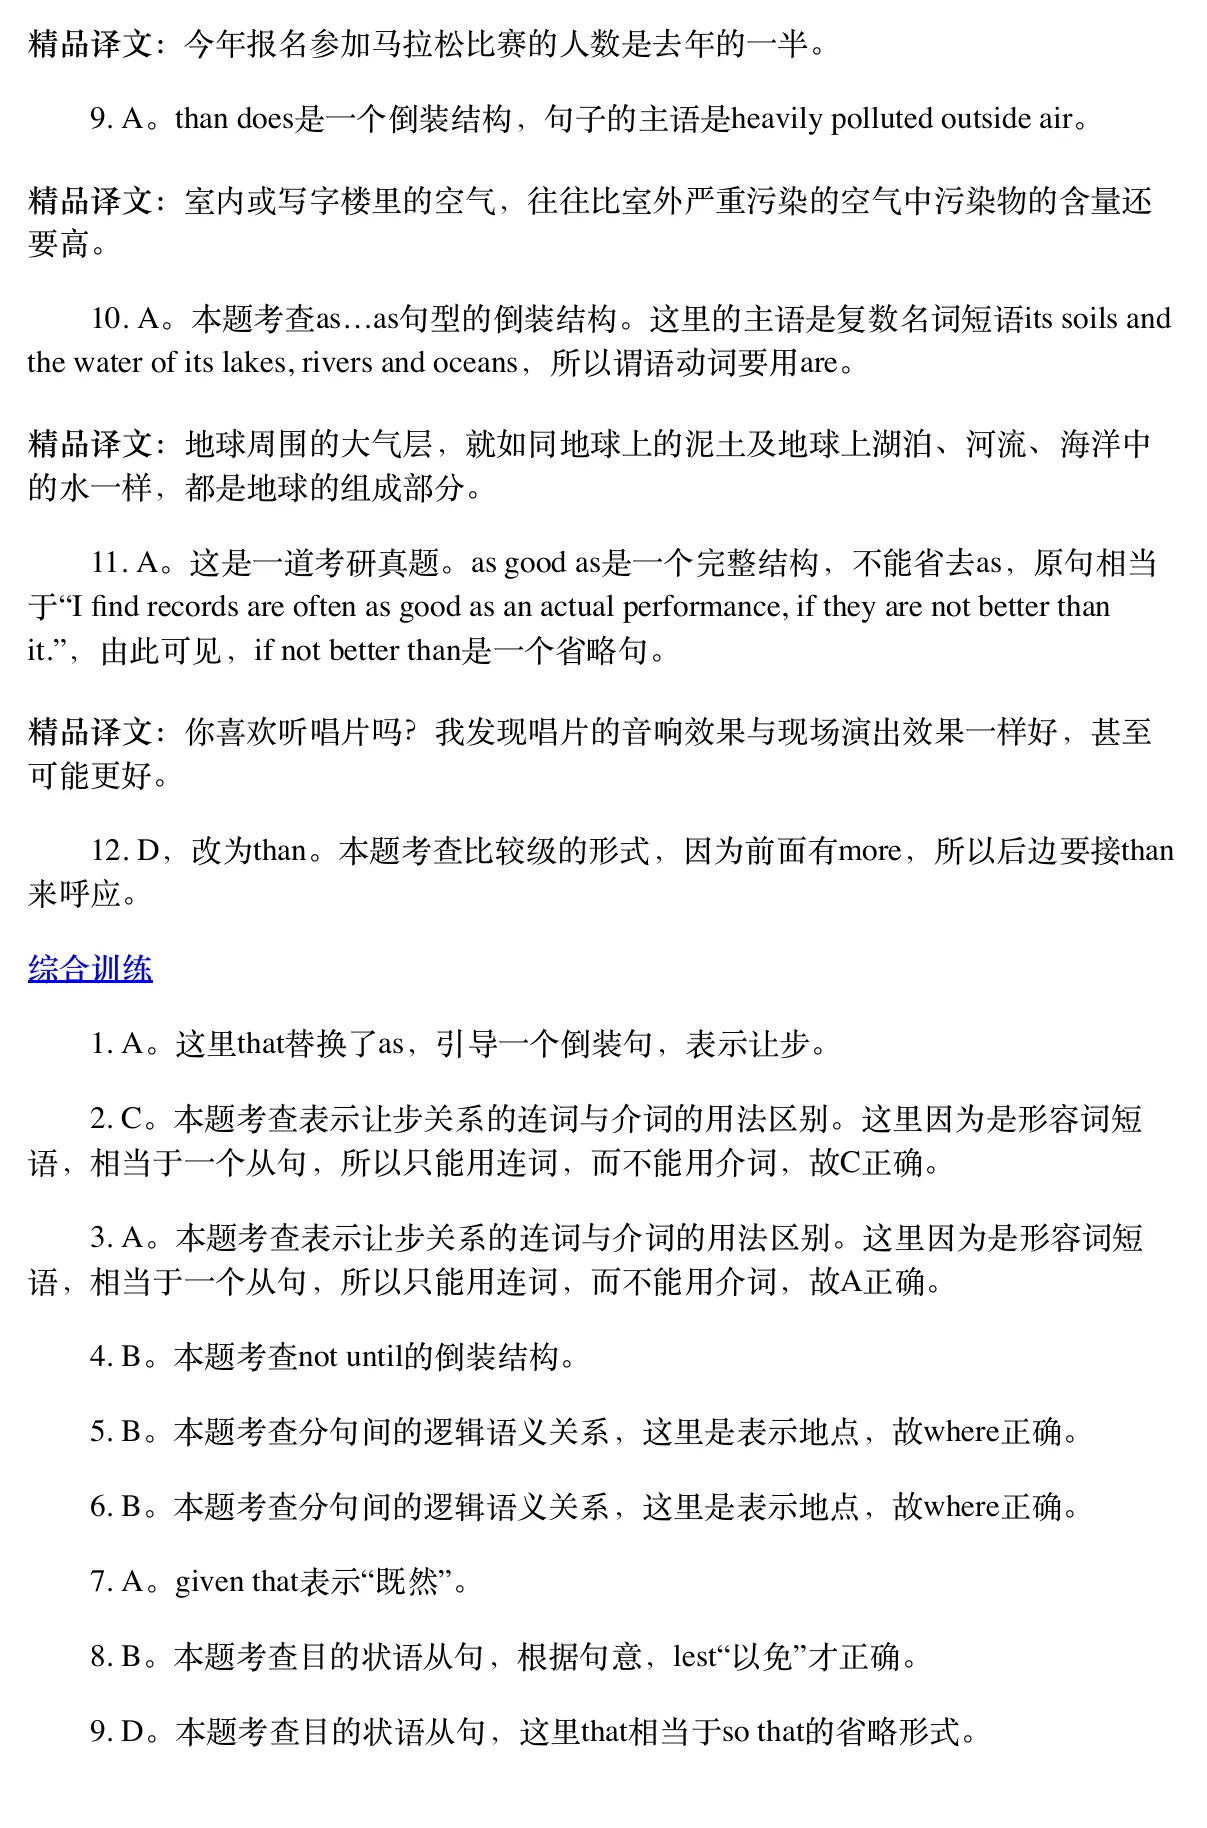 精品译文：今年报名参加马拉松比赛的人数是去年的一半。
9. A。than does是一个倒装结构，句子的主语是heavily polluted outside air。
精品译文：室内或写字楼里的空气，往往比室外严重污染的空气中污染物的含量还
要高。
10. A。本题考查as…as句型的倒装结构。这里的主语是复数名词短语its soils and
the water of its lakes, rivers and oceans，所以谓语动词要用are。
精品译文：地球周围的大气层，就如同地球上的泥土及地球上湖泊、河流、海洋中
的水一样，都是地球的组成部分。
11. A。这是一道考研真题。as good as是一个完整结构，不能省去as，原句相当
于“I find records are often as good as an actual performance, if they are not better than
it.”，由此可见，if not better than是一个省略句。
精品译文：你喜欢听唱片吗？我发现唱片的音响效果与现场演出效果一样好，甚至
可能更好。
12. D，改为than。本题考查比较级的形式，因为前面有more，所以后边要接than
来呼应。
综合训练
1. A。这里that替换了as，引导一个倒装句，表示让步。
2. C。本题考查表示让步关系的连词与介词的用法区别。这里因为是形容词短
语，相当于一个从句，所以只能用连词，而不能用介词，故C正确。
3. A。本题考查表示让步关系的连词与介词的用法区别。这里因为是形容词短
语，相当于一个从句，所以只能用连词，而不能用介词，故A正确。
4. B。本题考查not until的倒装结构。
5. B。本题考查分句间的逻辑语义关系，这里是表示地点，故where正确。
6. B。本题考查分句间的逻辑语义关系，这里是表示地点，故where正确。
7. A。given that表示“既然”。
8. B。本题考查目的状语从句，根据句意，lest“以免”才正确。
9. D。本题考查目的状语从句，这里that相当于so that的省略形式。